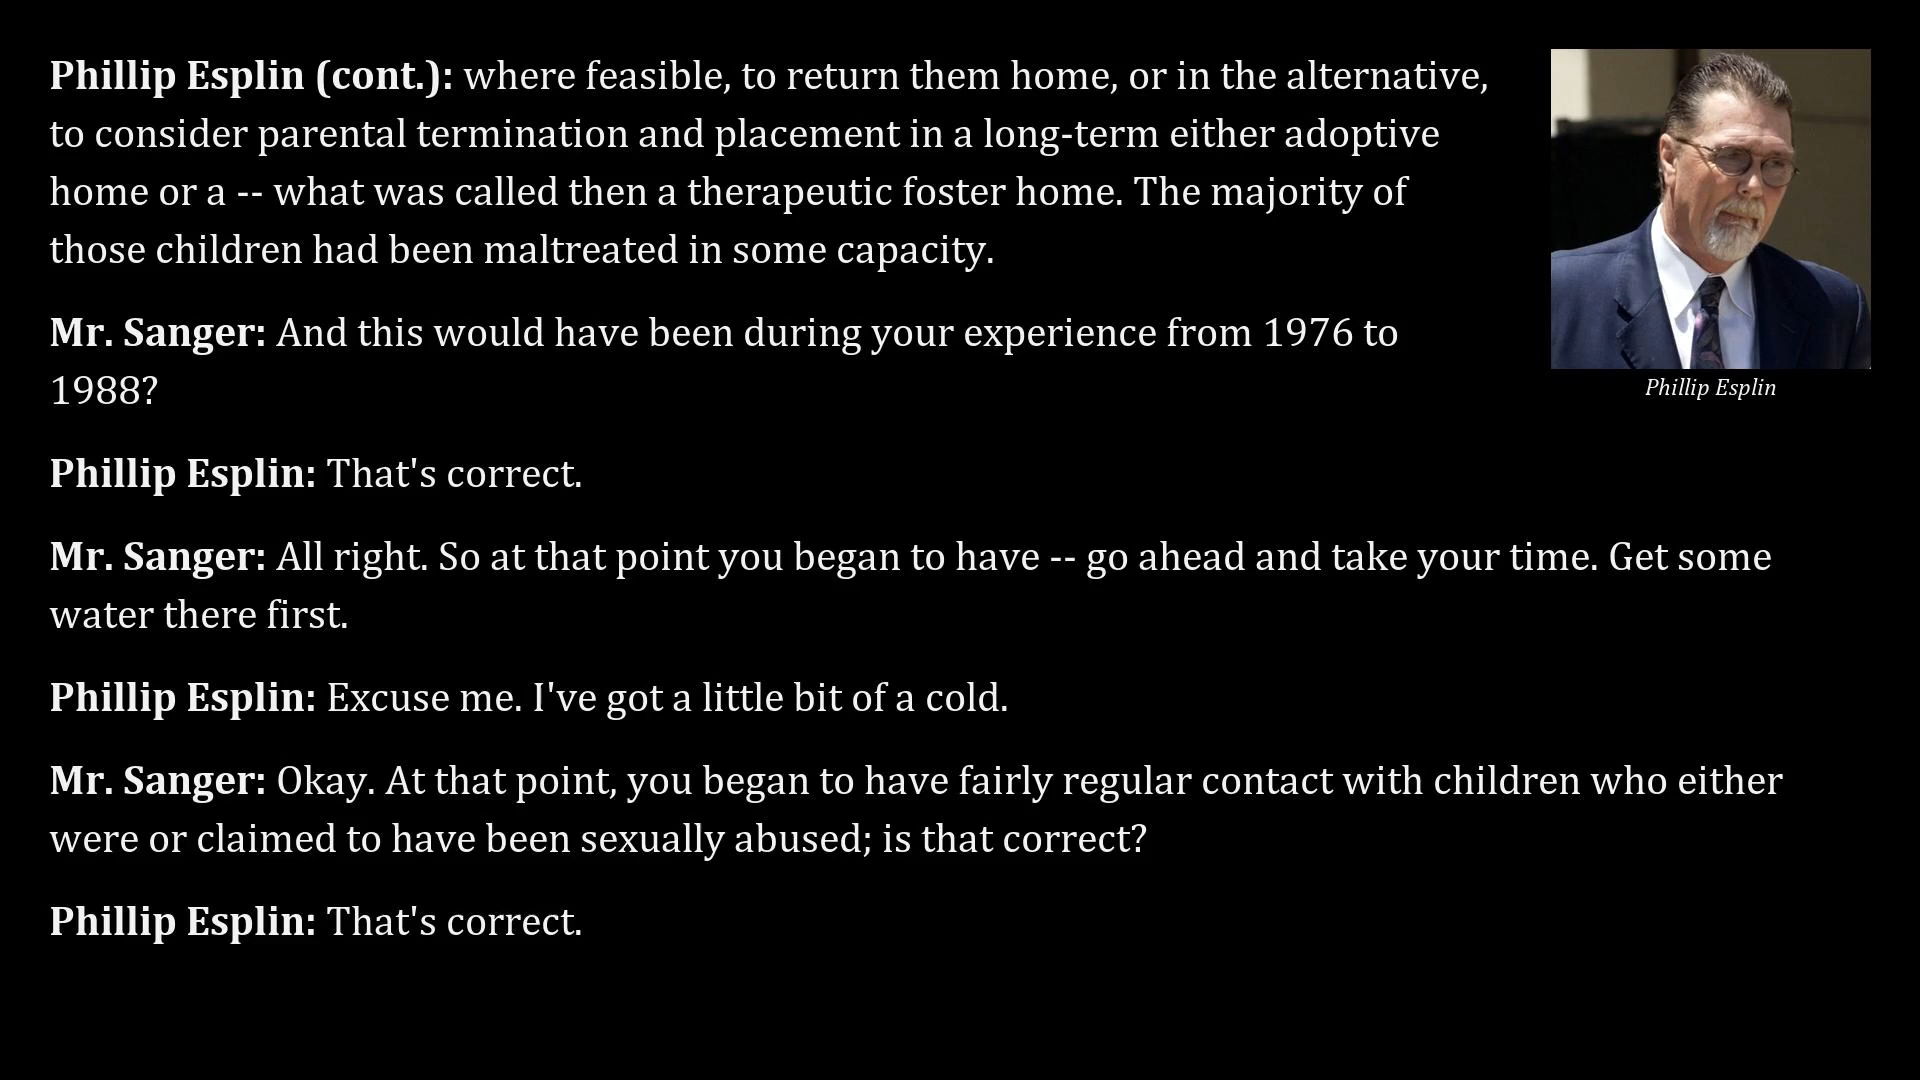 Phillip Esplin (cont.): where feasible, to return them home, or in the alternative,
to consider parental termination and placement in a long-term either adoptive
home or a -- what was called then a therapeutic foster home. The majority of
those children had been maltreated in some capacity.
Mr. Sanger: And this would have been during your experience from 1976 to
1988?
Phillip Esplin
Phillip Esplin: That's correct.
Mr. Sanger: All right. So at that point you began to have -- go ahead and take your time. Get some
water there first.
Phillip Esplin: Excuse me. I've got a little bit of a cold.
Mr. Sanger: Okay. At that point, you began to have fairly regular contact with children who either
were or claimed to have been sexually abused; is that correct?
Phillip Esplin: That's correct.